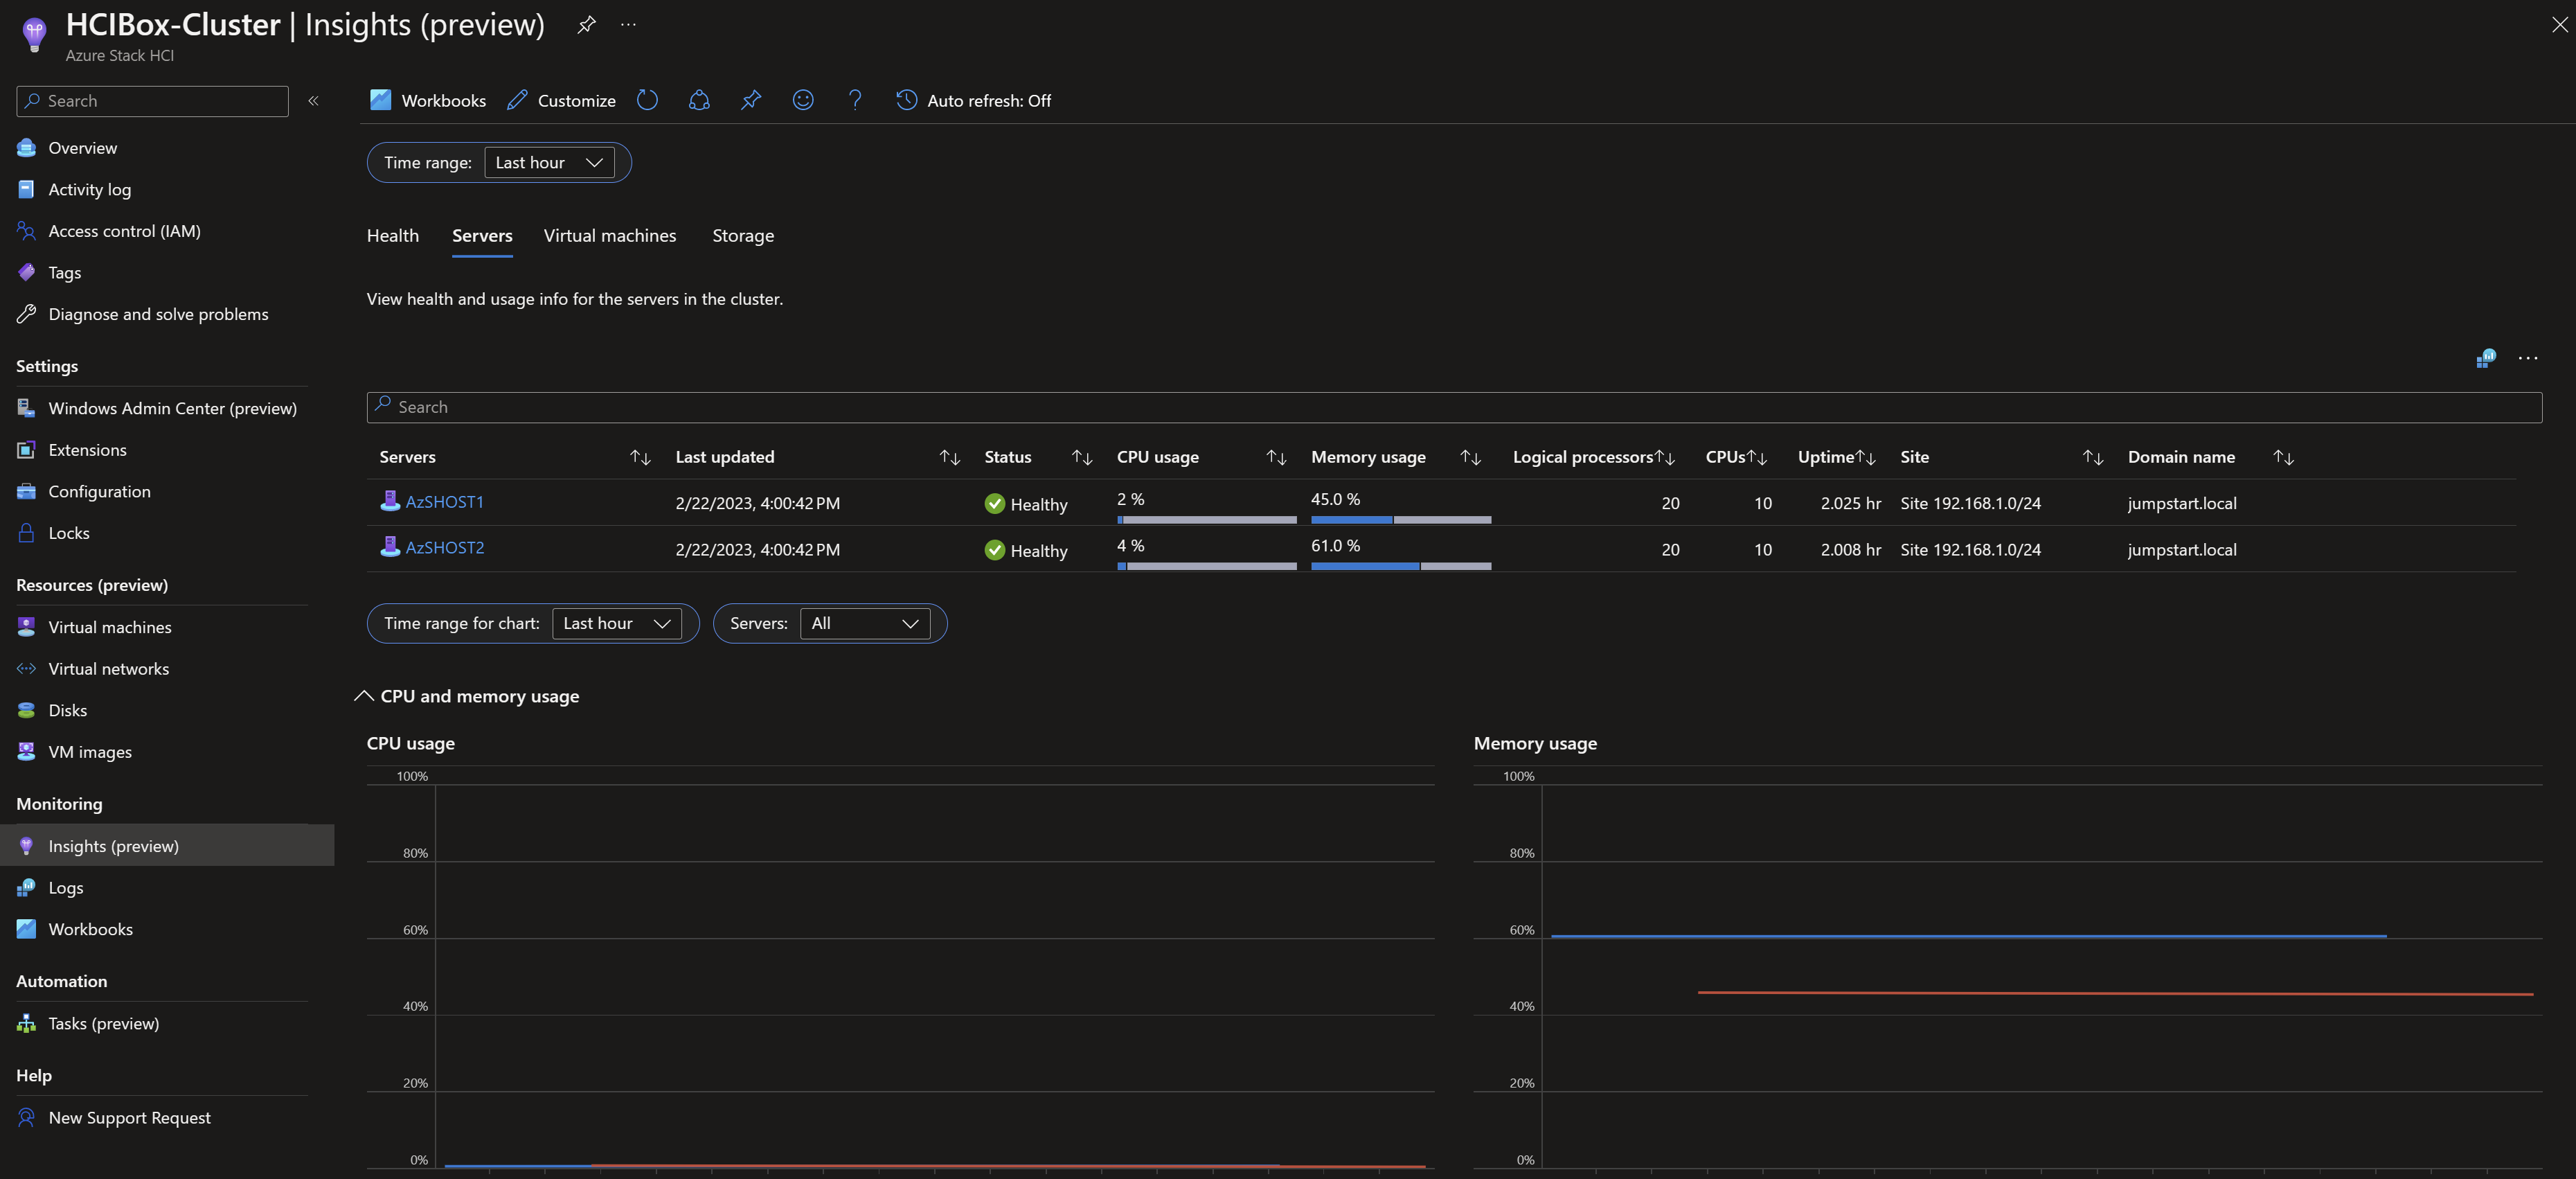 HCIBox-Cluster | Insights (preview)
Azure Stack HCI
Search
Overview
Activity log
Access control (IAM)
Tags
Diagnose and solve problems
Settings
Windows Admin Center (preview)
Extensions
Configuration
Locks
Resources (preview)
Virtual machines
Virtual networks
Disks
VM images
Monitoring
Insights (preview)
Logs
Workbooks
Automation
Tasks (preview)
Help
New Support Request
Workbooks Customize Auto refresh: Off
Time range: Last hour
Health Servers Virtual machines Storage
View health and usage info for the servers in the cluster.
Search
Servers Last updated Status CPU usage Memory usage Logical processors CPUs Uptime Site Domain name
AzSHOST1 2/22/2023, 4:00:42 PM Healthy 2 % 45.0 % 20 10 2.025 hr Site 192.168.1.0/24 jumpstart.local
AzSHOST2 2/22/2023, 4:00:42 PM Healthy 4 % 61.0 % 20 10 2.008 hr Site 192.168.1.0/24 jumpstart.local
Time range for chart: Last hour Servers: All
CPU and memory usage
CPU usage
100%
80%
60%
40%
20%
0%
Memory usage
100%
80%
60%
40%
20%
0%